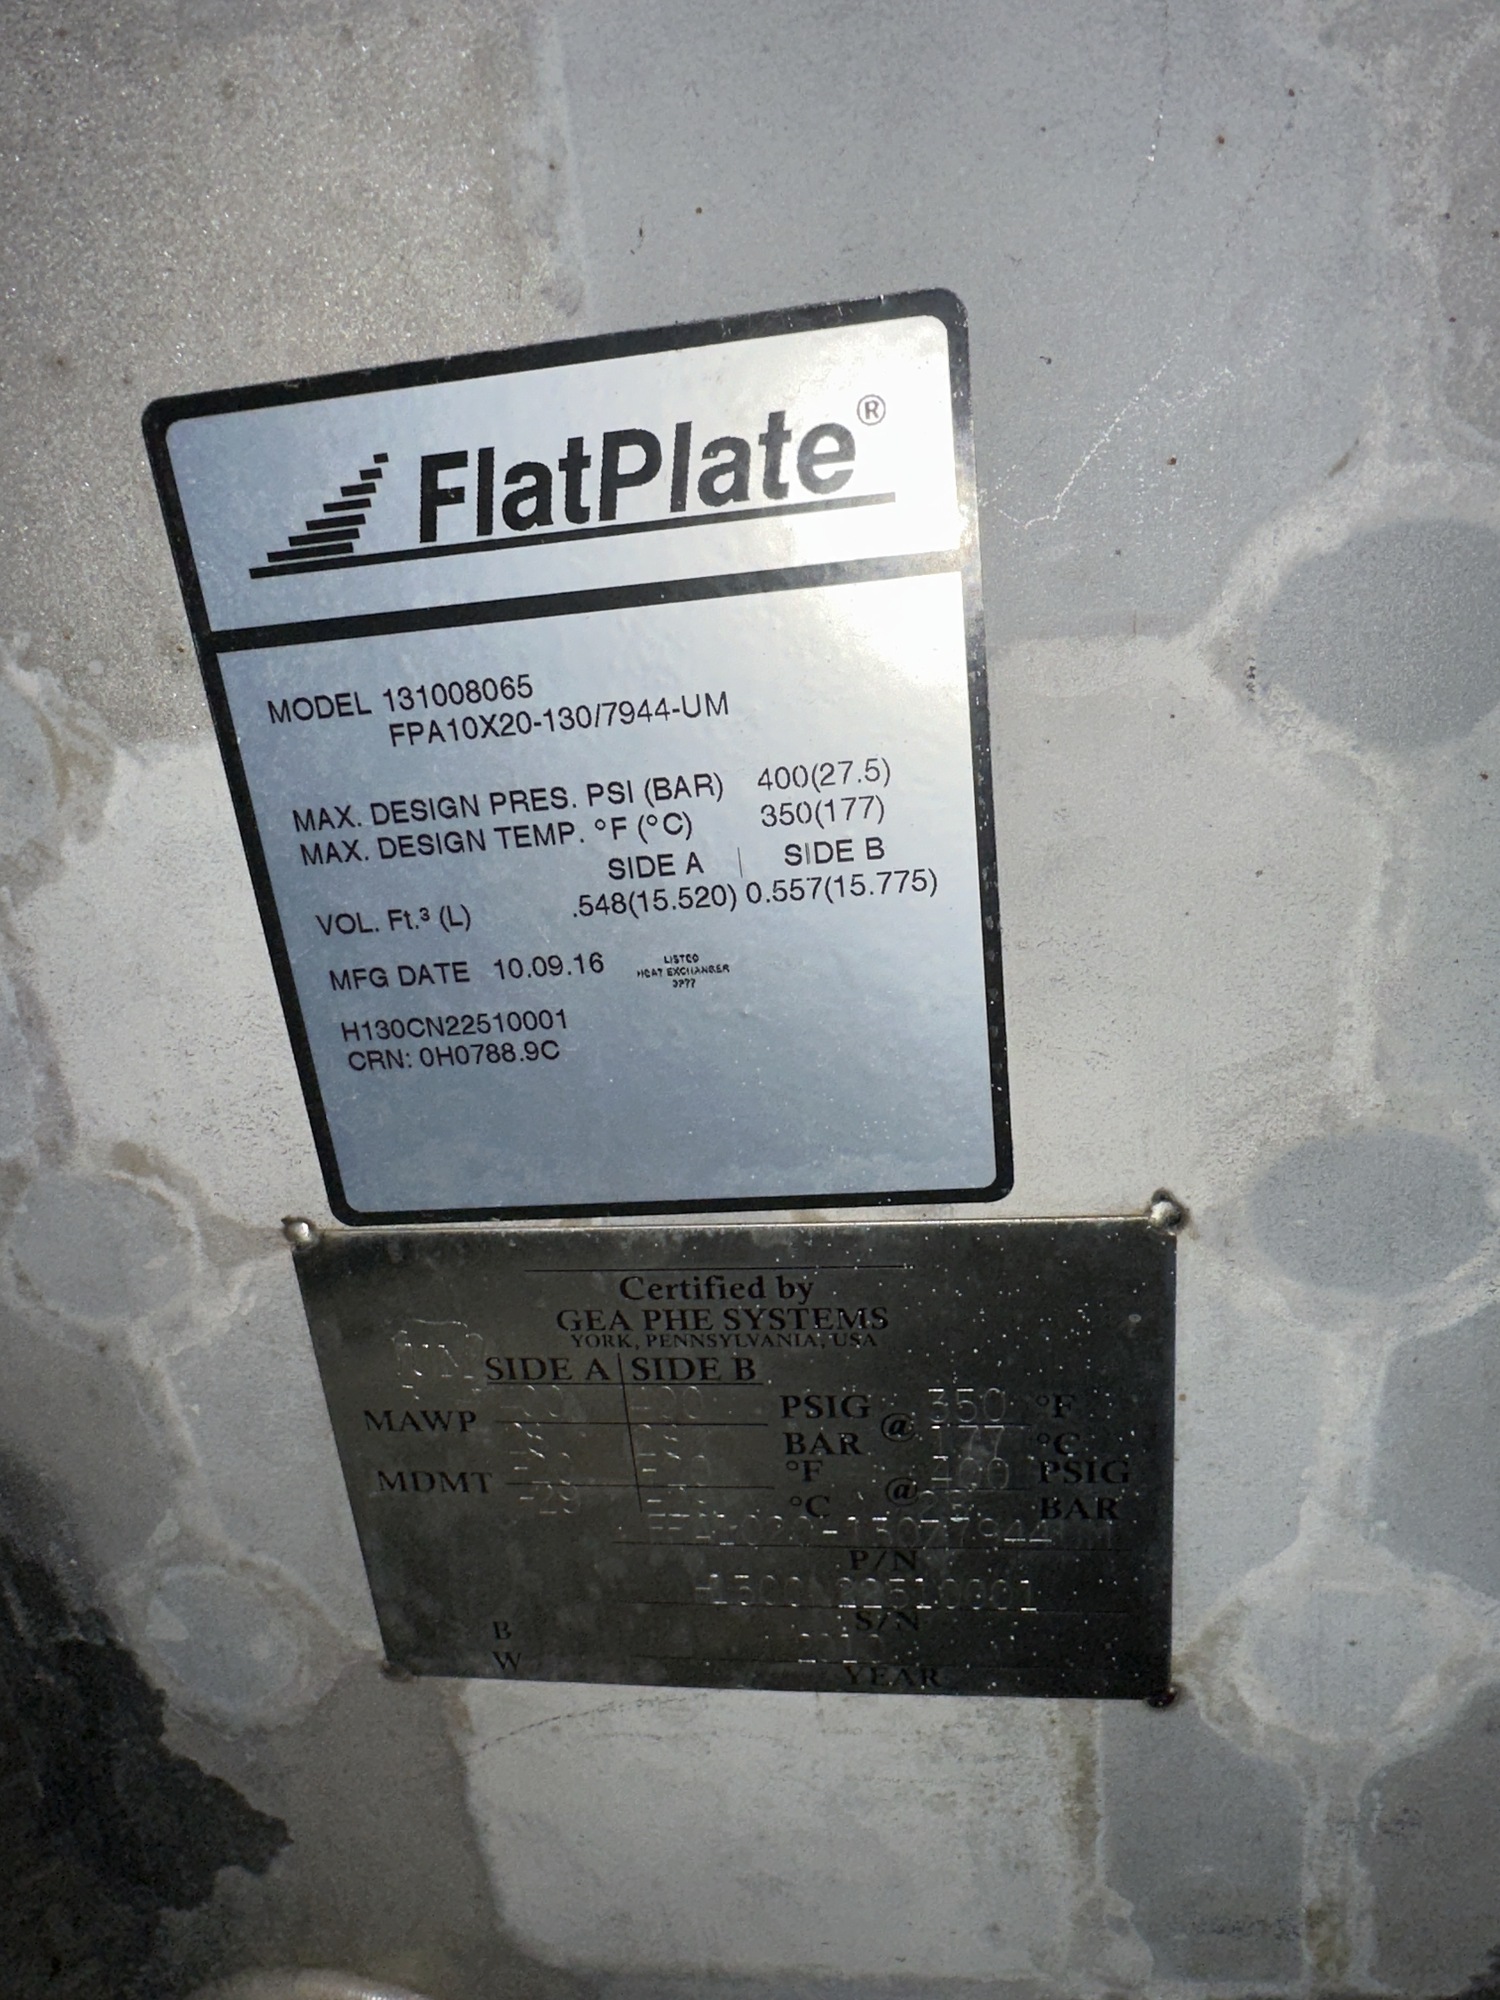 FlatPlate®
MODEL 131008065
FPA10X20-130/7944-UM
MAX. DESIGN PRES. PSI (BAR) 400(27.5)
MAX. DESIGN TEMP. °F (°C) 350(177)
SIDE A | SIDE B
VOL. Ft.³ (L) .548(15.520) 0.557(15.775)
MFG DATE 10.09.16
LISTCO
HEAT EXCHANGER
3P77
H130CN22510001
CRN: 0H0788.9C
Certified by
GEA PHE SYSTEMS
YORK, PENNSYLVANIA, USA
SIDE A | SIDE B
MAWP PSIG @ 350 °F
BAR 177 °C
MDMT °F @ 400 PSIG
-29 °C BAR
P/N
S/N
B
W
YEAR